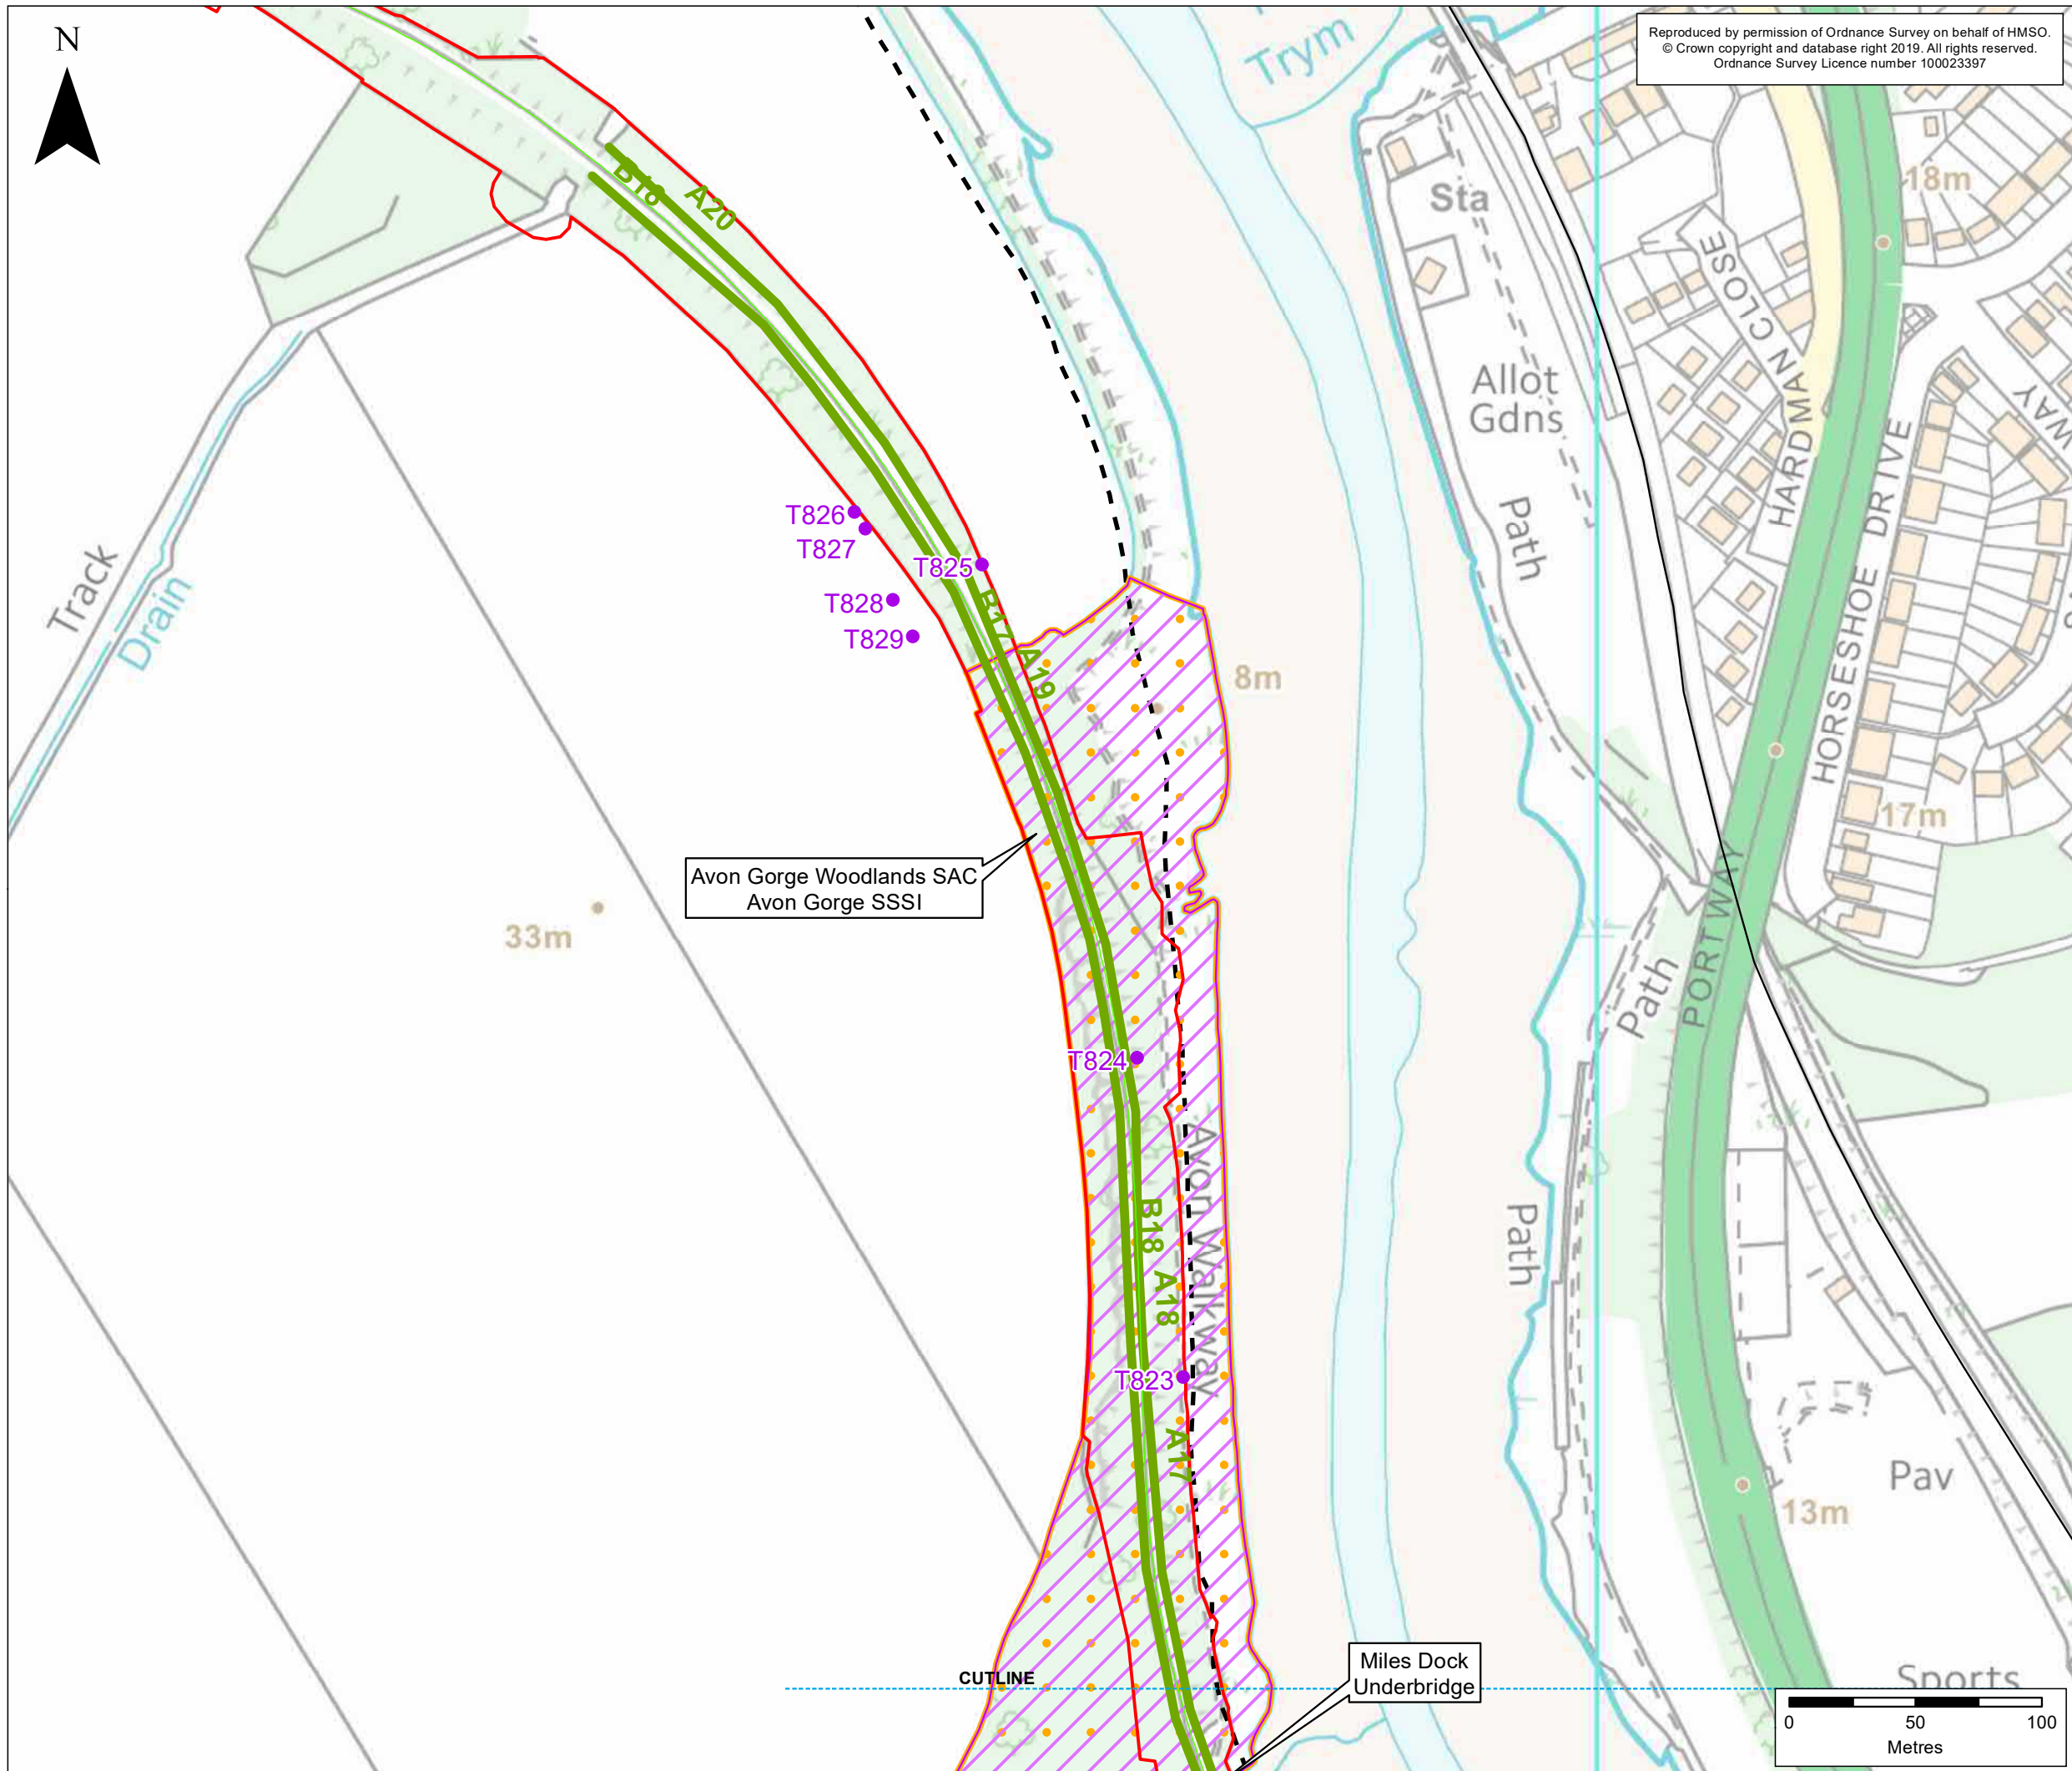 N
Reproduced by permission of Ordnance Survey on behalf of HMSO.
© Crown copyright and database right 2019. All rights reserved.
Ordnance Survey Licence number 100023397
Trym
18m
Sta
B16
A20
HARDMAN CLOSE
Allot
Gdns
WAY
HORSESHOE DRIVE
Path
T826
T827
T825
T828
T829
Track
Drain
B17
A19
8m
17m
Avon Gorge Woodlands SAC
Avon Gorge SSSI
33m
PORTWAY
Path
T824
Avon Walkway
B18
A18
Path
T823
A17
Pav
13m
CUTLINE
Miles Dock
Underbridge
Sports
0 50 100
Metres